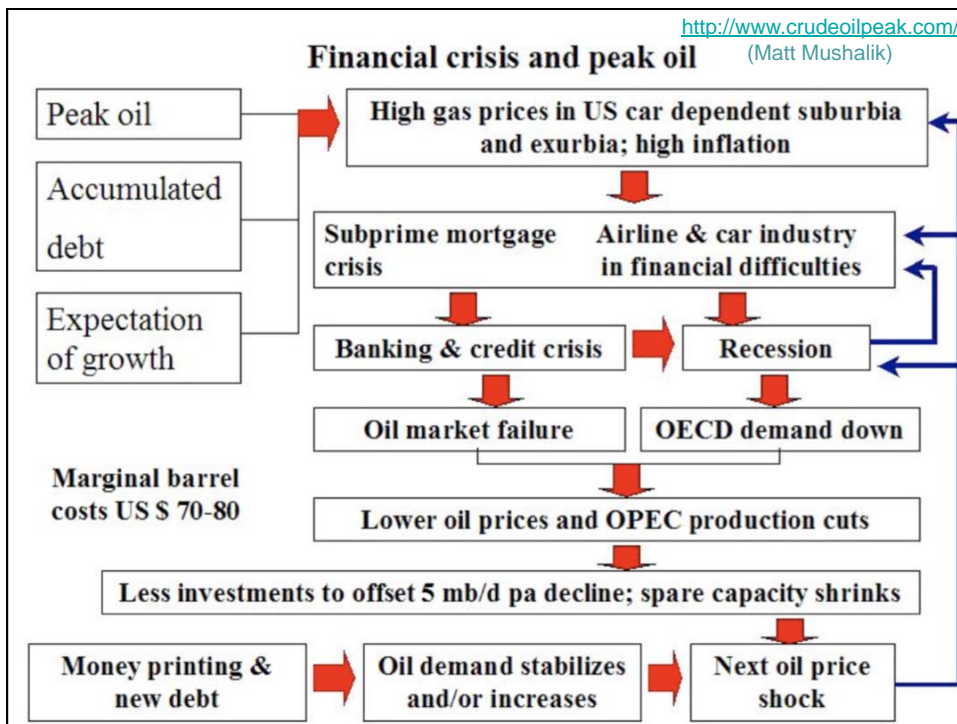 http://www.crudeoilpeak.com/
(Matt Mushalik)
Financial crisis and peak oil
Peak oil
Accumulated
debt
Expectation
of growth
High gas prices in US car dependent suburbia
and exurbia; high inflation
Subprime mortgage
crisis
Airline & car industry
in financial difficulties
Banking & credit crisis
Recession
Oil market failure
OECD demand down
Marginal barrel
costs US $ 70-80
Lower oil prices and OPEC production cuts
Less investments to offset 5 mb/d pa decline; spare capacity shrinks
Money printing &
new debt
Oil demand stabilizes
and/or increases
Next oil price
shock